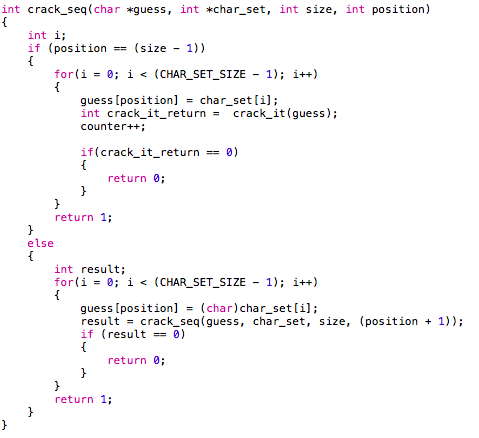 int crack_seq(char *guess, int *char_set, int size, int position)
{
    int i;
    if (position == (size - 1))
    {
        for(i = 0; i < (CHAR_SET_SIZE - 1); i++)
        {
            guess[position] = char_set[i];
            int crack_it_return =  crack_it(guess);
            counter++;

            if(crack_it_return == 0)
            {
                return 0;
            }
        }
        return 1;
    }
    else
    {
        int result;
        for(i = 0; i < (CHAR_SET_SIZE - 1); i++)
        {
            guess[position] = (char)char_set[i];
            result = crack_seq(guess, char_set, size, (position + 1));
            if (result == 0)
            {
                return 0;
            }
        }
        return 1;
    }
}